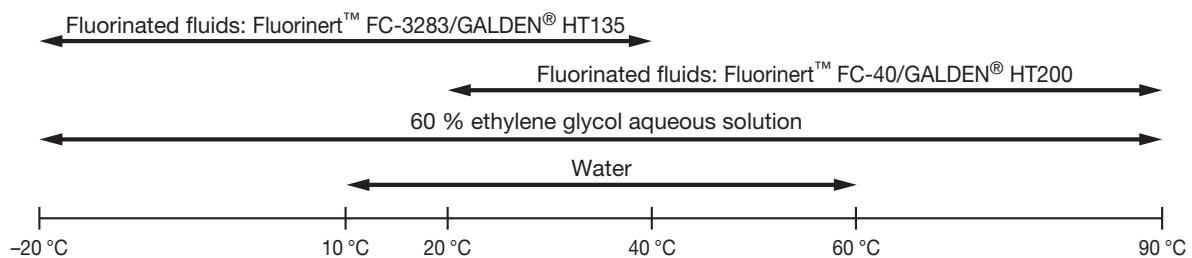 Fluorinated fluids: Fluorinert™ FC-3283/GALDEN® HT135
Fluorinated fluids: Fluorinert™ FC-40/GALDEN® HT200
60 % ethylene glycol aqueous solution
Water
–20 °C 10 °C 20 °C 40 °C 60 °C 90 °C